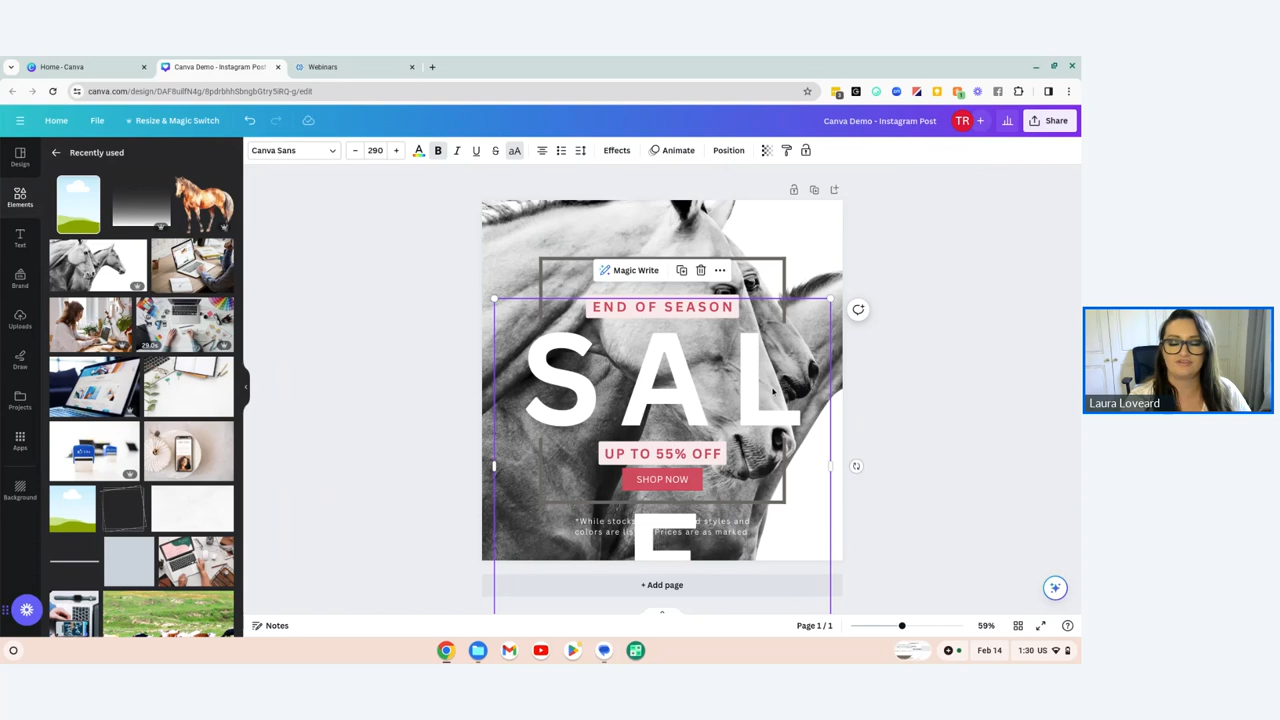 Home - Canva
Canva Demo - Instagram Post
Webinars
canva.com/design/DAF8uilfN4g/8pdrbhhSbngbGtry5iRQ-g/edit
Home
File
Resize & Magic Switch
Canva Demo - Instagram Post
TR
Share
Design
Elements
Text
Brand
Uploads
Draw
Projects
Apps
Background
Recently used
29.0s
Canva Sans
290
A
B
I
U
S
aA
Effects
Animate
Position
Magic Write
END OF SEASON
SAL
UP TO 55% OFF
SHOP NOW
*While stocks styles and
colors are Prices are as marked
E
+ Add page
Notes
Page 1 / 1
59%
Feb 14
1:30 US
Laura Loveard